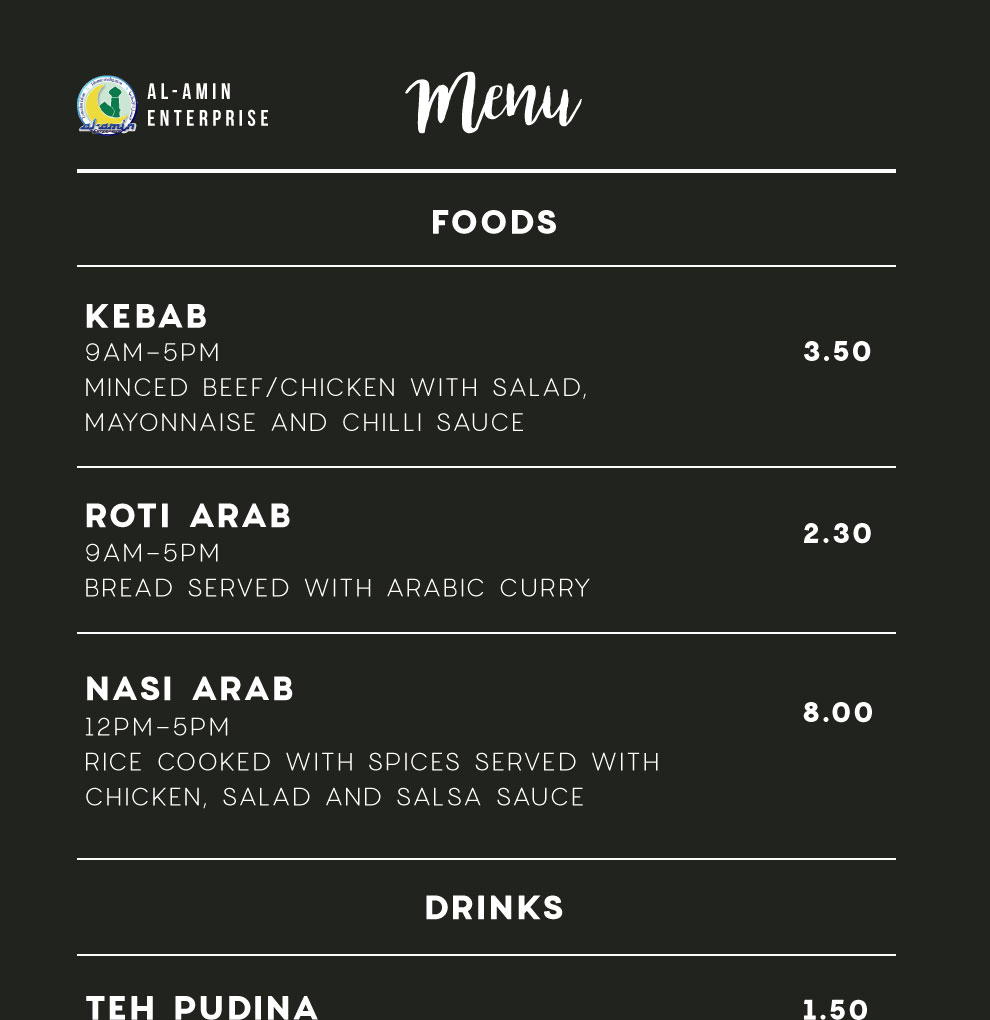 AL-AMIN
ENTERPRISE
Menu
FOODS
KEBAB
9AM-5PM
3.50
MINCED BEEF/CHICKEN WITH SALAD,
MAYONNAISE AND CHILLI SAUCE
ROTI ARAB
2.30
9AM-5PM
BREAD SERVED WITH ARABIC CURRY
NASI ARAB
8.00
12PM-5PM
RICE COOKED WITH SPICES SERVED WITH
CHICKEN, SALAD AND SALSA SAUCE
DRINKS
TEH PUDINA
1.50